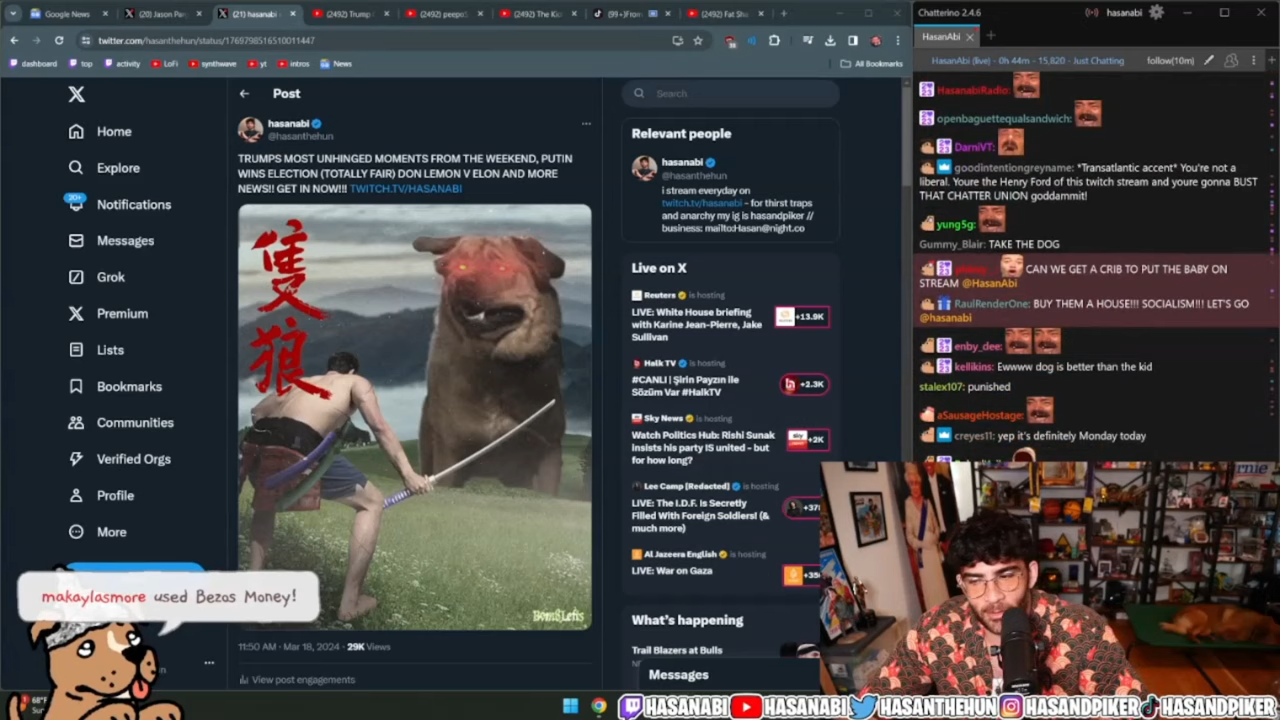 Google News
(20) Jason Pa
(21) hasanabi
(2492) Trump
(2492) peepo
(2492) The Ki
(99+)Fro
(2492) Fat Sh
twitter.com/hasanthehun/status/1769798516510011447
dashboard
top
activity
LoFi
synthwave
yt
intros
News
All Bookmarks
Home
Explore
20+
Notifications
Messages
Grok
Premium
Lists
Bookmarks
Communities
Verified Orgs
Profile
More
Post
hasanabi
@hasanthehun
TRUMPS MOST UNHINGED MOMENTS FROM THE WEEKEND, PUTIN
WINS ELECTION (TOTALLY FAIR) DON LEMON V ELON AND MORE
NEWS!! GET IN NOW!!! TWITCH.TV/HASANABI
隻
狼
BombLefts
11:50 AM · Mar 18, 2024 · 29K Views
View post engagements
makaylasmore used Bezos Money!
68°F
Search
Relevant people
hasanabi
@hasanthehun
i stream everyday on
twitch.tv/hasanabi - for thirst traps
and anarchy my ig is hasandpiker //
business: mailto:Hasan@night.co
Live on X
Reuters is hosting
LIVE: White House briefing
with Karine Jean-Pierre, Jake
Sullivan
+13.9K
Halk TV is hosting
#CANLI | Şirin Payzın ile
Sözüm Var #HalkTV
+2.3K
Sky News is hosting
Watch Politics Hub: Rishi Sunak
insists his party IS united - but
for how long?
+2K
Lee Camp [Redacted] is hosting
LIVE: The I.D.F. Is Secretly
Filled With Foreign Soldiers! (&
much more)
Al Jazeera English is hosting
LIVE: War on Gaza
What's happening
Trail Blazers at Bulls
Messages
Chatterino 2.4.6
hasanabi
HasanAbi
HasanAbi (live) - 0h 44m - 15,820 - Just Chatting
follow(10m)
HasanabiRadio:
openbaguetteequalsandwich:
DarniVT:
goodintentiongreyname: *Transatlantic accent* You're not a
liberal. Youre the Henry Ford of this twitch stream and youre gonna BUST
THAT CHATTER UNION goddammit!
yung5g:
Gummy_Blair: TAKE THE DOG
CAN WE GET A CRIB TO PUT THE BABY ON
STREAM @HasanAbi
RaulRenderOne: BUY THEM A HOUSE!!! SOCIALISM!!! LET'S GO
@hasanabi
enby_dee:
kellikins: Ewwww dog is better than the kid
stalex107: punished
aSausageHostage:
creyes11: yep it's definitely Monday today
HASANABI
HASANABI
HASANTHEHUN
HASANDPIKER
HASANDPIKER